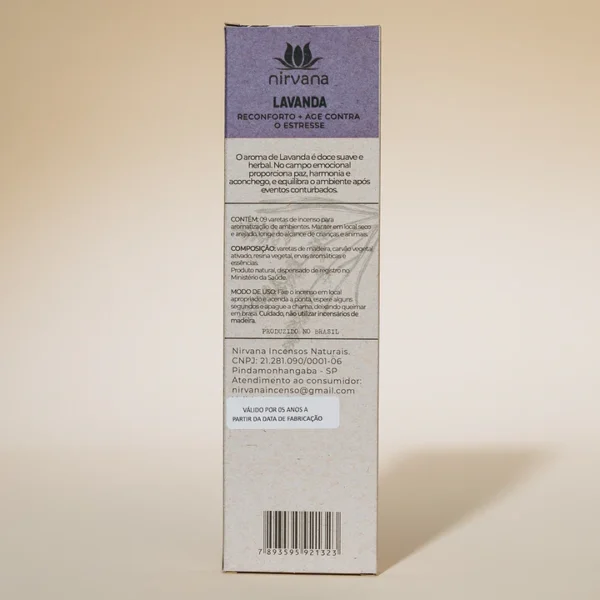 nirvana
LAVANDA
RECONFORTO + AGE CONTRA
O ESTRESSE
O aroma de Lavanda é doce suave e
herbal. No campo emocional
proporciona paz, harmonia e
aconchego, e equilibra o ambiente após
eventos conturbados.
CONTÉM: 09 varetas de incenso para
aromatização de ambientes. Manter em local seco
e arejado, longe do alcance de crianças e animais.
COMPOSIÇÃO: varetas de madeira, carvão vegetal
ativado, resina vegetal, ervas aromáticas e
essências.
Produto natural, dispensado de registro no
Ministério da Saúde.
MODO DE USO: Fixe o incenso em local
apropriado e acenda a ponta, espere alguns
segundos e apague a chama, deixando queimar
em brasa. Cuidado, não utilizar incensários de
madeira.
PRODUZIDO NO BRASIL
Nirvana Incensos Naturais.
CNPJ: 21.281.090/0001-06
Pindamonhangaba - SP
Atendimento ao consumidor:
nirvanaincenso@gmail.com
VÁLIDO POR 05 ANOS A
PARTIR DA DATA DE FABRICAÇÃO
7 893595 921323